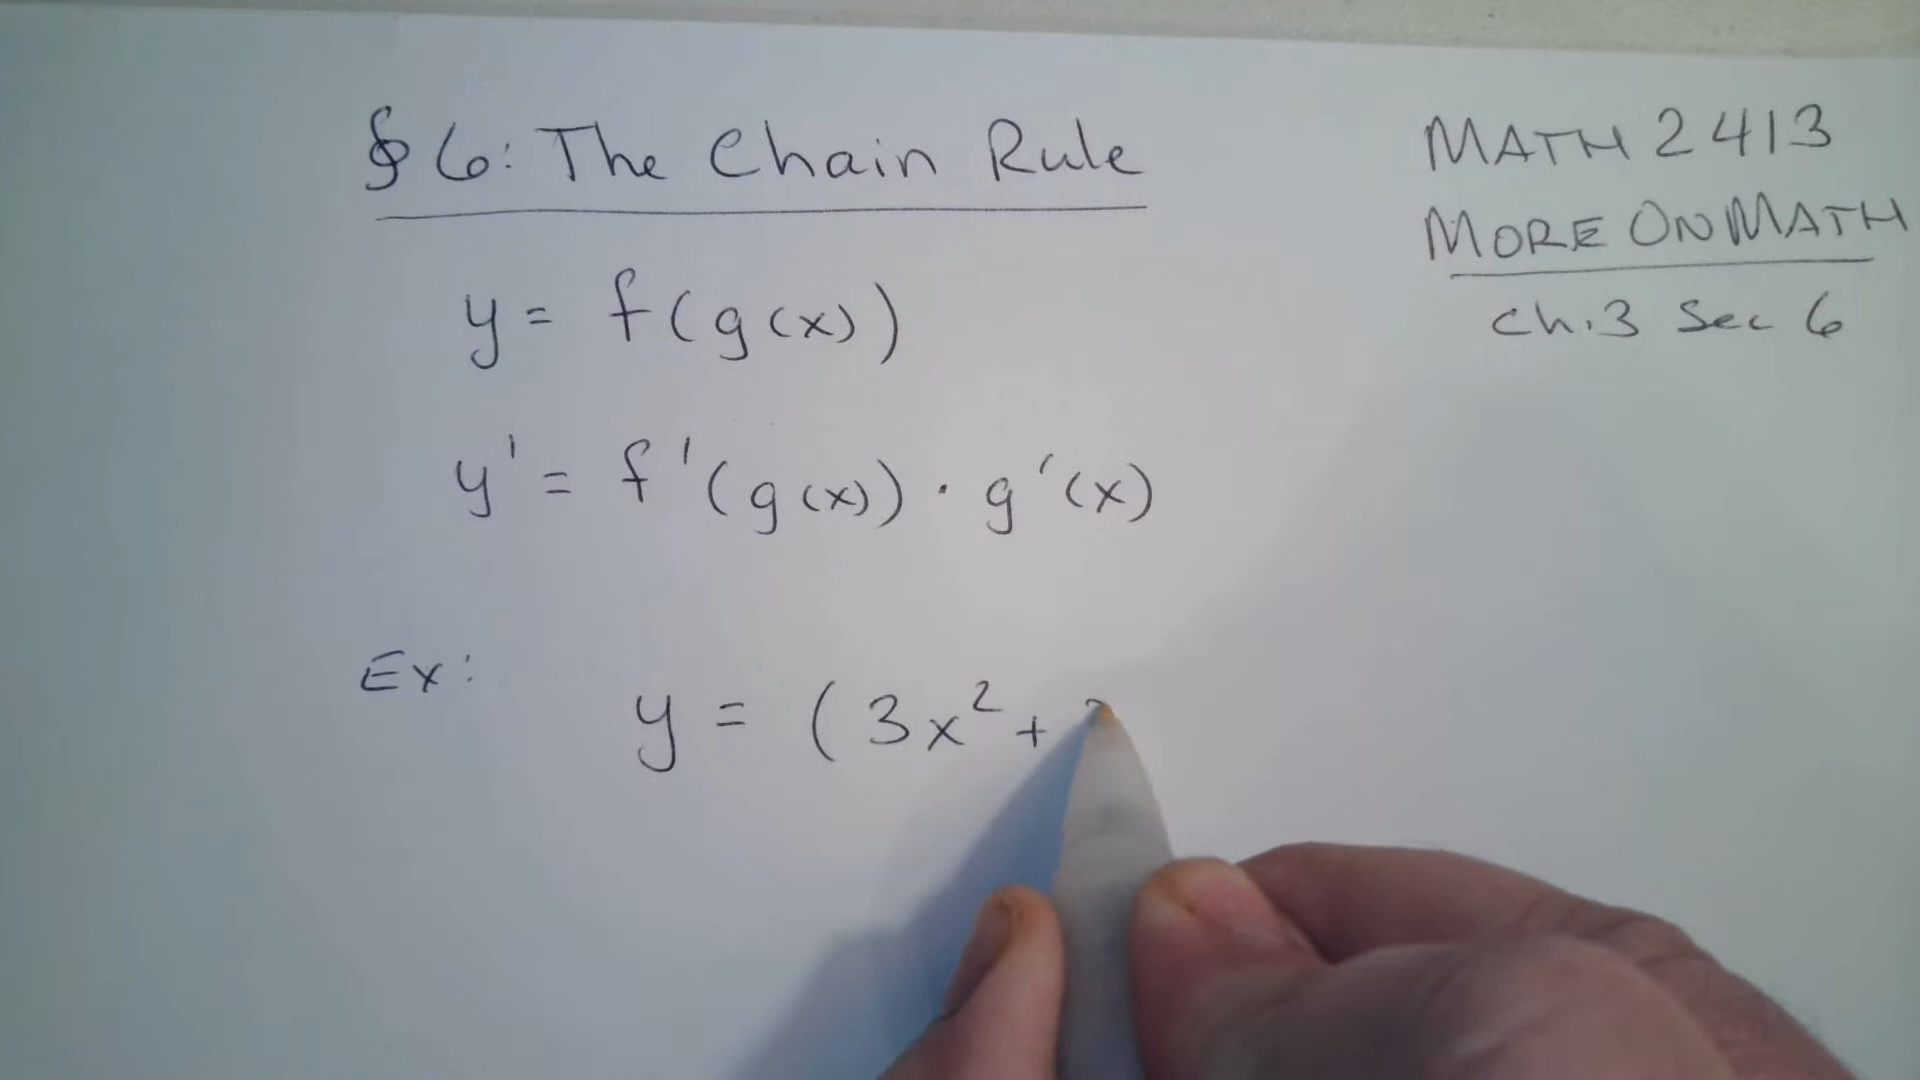 § 6: The Chain Rule
MATH 2413
MORE ON MATH
Ch. 3 Sec 6
y = f(g(x))
y' = f'(g(x)) · g'(x)
Ex: y = (3x² +